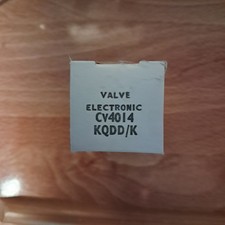 VALVE
ELECTRONIC
CV4014
KQDD/K